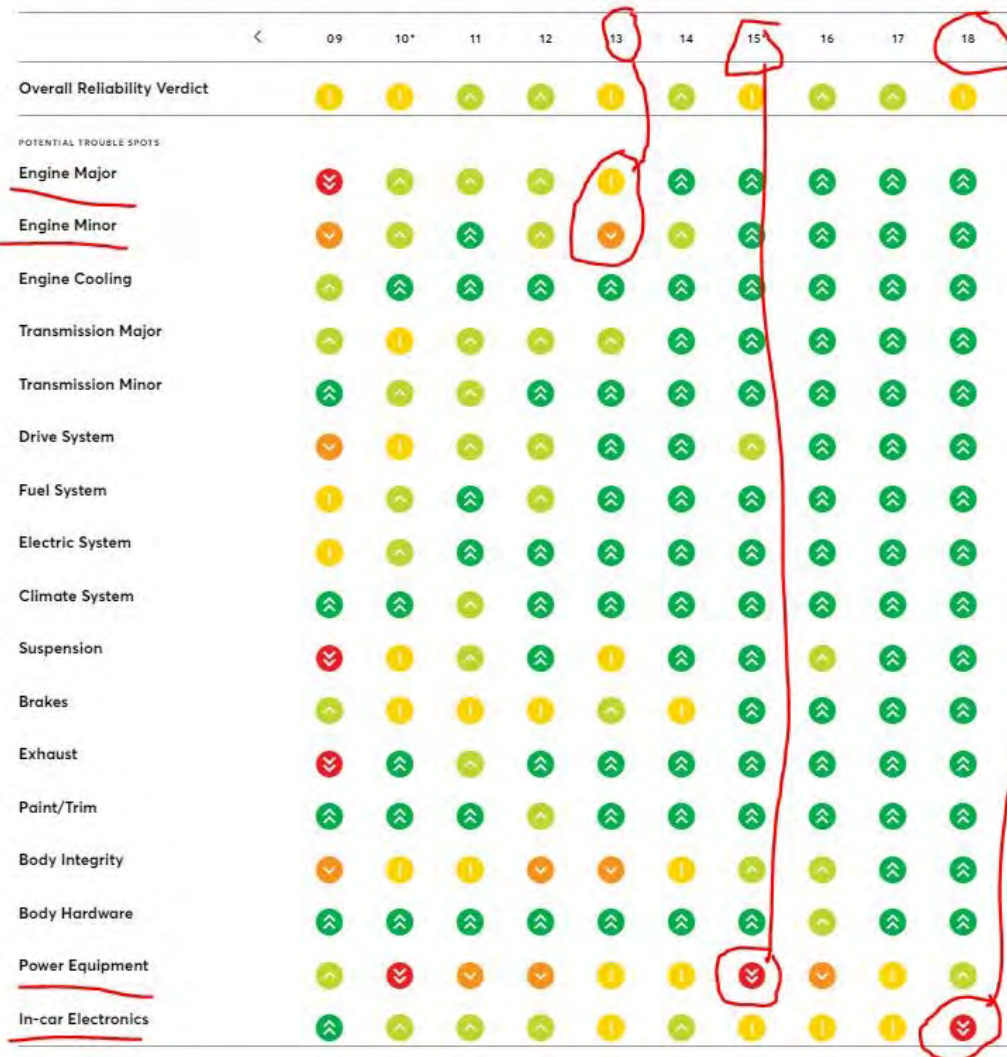 09 10* 11 12 13 14 15* 16 17 18
Overall Reliability Verdict
POTENTIAL TROUBLE SPOTS
Engine Major
Engine Minor
Engine Cooling
Transmission Major
Transmission Minor
Drive System
Fuel System
Electric System
Climate System
Suspension
Brakes
Exhaust
Paint/Trim
Body Integrity
Body Hardware
Power Equipment
In-car Electronics